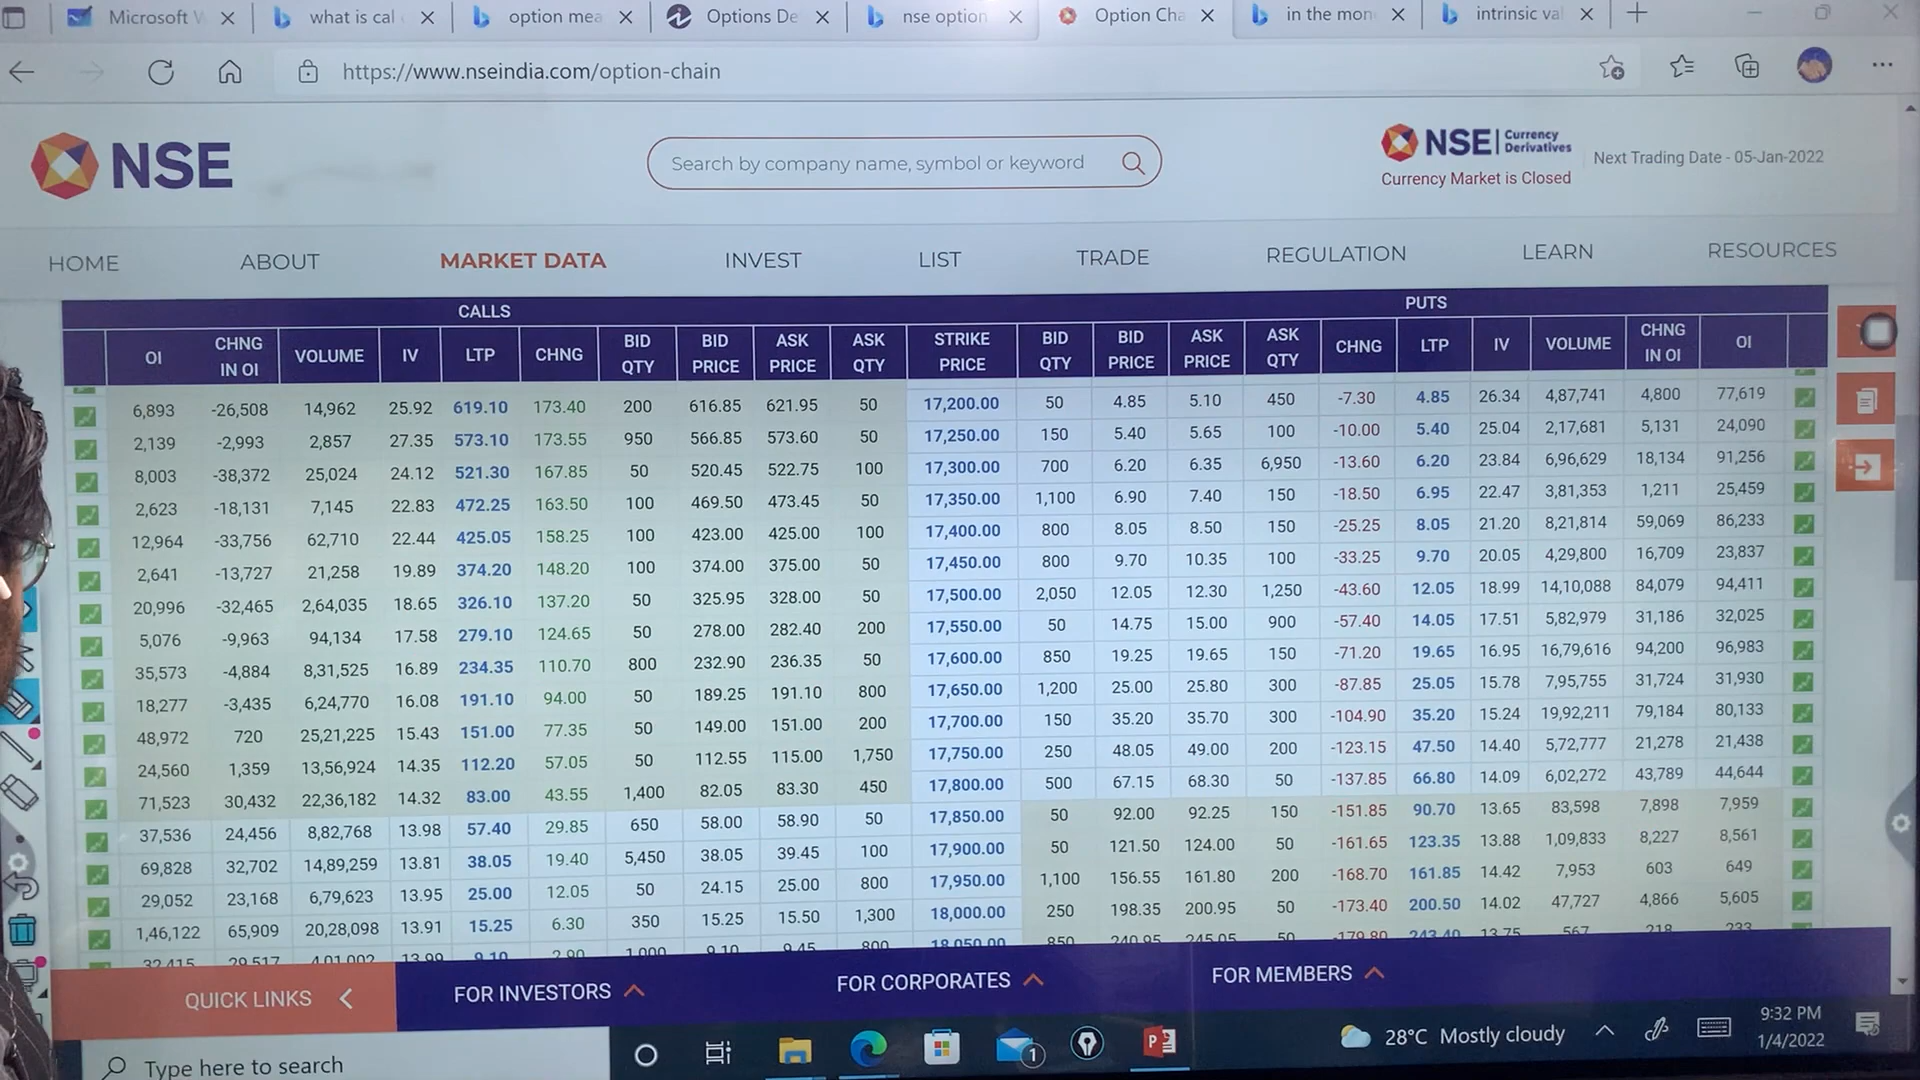 Microsoft W
what is cal
option mea
Options De
nse option
Option Cha
in the mon
intrinsic val
https://www.nseindia.com/option-chain
NSE
Search by company name, symbol or keyword
NSE Currency Derivatives
Currency Market is Closed
Next Trading Date - 05-Jan-2022
HOME ABOUT MARKET DATA INVEST LIST TRADE REGULATION LEARN RESOURCES
CALLS PUTS
OI CHNG IN OI VOLUME IV LTP CHNG BID QTY BID PRICE ASK PRICE ASK QTY STRIKE PRICE BID QTY BID PRICE ASK PRICE ASK QTY CHNG LTP IV VOLUME CHNG IN OI OI
6,893 -26,508 14,962 25.92 619.10 173.40 200 616.85 621.95 50 17,200.00 50 4.85 5.10 450 -7.30 4.85 26.34 4,87,741 4,800 77,619
2,139 -2,993 2,857 27.35 573.10 173.55 950 566.85 573.60 50 17,250.00 150 5.40 5.65 100 -10.00 5.40 25.04 2,17,681 5,131 24,090
8,003 -38,372 25,024 24.12 521.30 167.85 50 520.45 522.75 100 17,300.00 700 6.20 6.35 6,950 -13.60 6.20 23.84 6,96,629 18,134 91,256
2,623 -18,131 7,145 22.83 472.25 163.50 100 469.50 473.45 50 17,350.00 1,100 6.90 7.40 150 -18.50 6.95 22.47 3,81,353 1,211 25,459
12,964 -33,756 62,710 22.44 425.05 158.25 100 423.00 425.00 100 17,400.00 800 8.05 8.50 150 -25.25 8.05 21.20 8,21,814 59,069 86,233
2,641 -13,727 21,258 19.89 374.20 148.20 100 374.00 375.00 50 17,450.00 800 9.70 10.35 100 -33.25 9.70 20.05 4,29,800 16,709 23,837
20,996 -32,465 2,64,035 18.65 326.10 137.20 50 325.95 328.00 50 17,500.00 2,050 12.05 12.30 1,250 -43.60 12.05 18.99 14,10,088 84,079 94,411
5,076 -9,963 94,134 17.58 279.10 124.65 50 278.00 282.40 200 17,550.00 50 14.75 15.00 900 -57.40 14.05 17.51 5,82,979 31,186 32,025
35,573 -4,884 8,31,525 16.89 234.35 110.70 800 232.90 236.35 50 17,600.00 850 19.25 19.65 150 -71.20 19.65 16.95 16,79,616 94,200 96,983
18,277 -3,435 6,24,770 16.08 191.10 94.00 50 189.25 191.10 800 17,650.00 1,200 25.00 25.80 300 -87.85 25.05 15.78 7,95,755 31,724 31,930
48,972 720 25,21,225 15.43 151.00 77.35 50 149.00 151.00 200 17,700.00 150 35.20 35.70 300 -104.90 35.20 15.24 19,92,211 79,184 80,133
24,560 1,359 13,56,924 14.35 112.20 57.05 50 112.55 115.00 1,750 17,750.00 250 48.05 49.00 200 -123.15 47.50 14.40 5,72,777 21,278 21,438
71,523 30,432 22,36,182 14.32 83.00 43.55 1,400 82.05 83.30 450 17,800.00 500 67.15 68.30 50 -137.85 66.80 14.09 6,02,272 43,789 44,644
37,536 24,456 8,82,768 13.98 57.40 29.85 650 58.00 58.90 50 17,850.00 50 92.00 92.25 150 -151.85 90.70 13.65 83,598 7,898 7,959
69,828 32,702 14,89,259 13.81 38.05 19.40 5,450 38.05 39.45 100 17,900.00 50 121.50 124.00 50 -161.65 123.35 13.88 1,09,833 8,227 8,561
29,052 23,168 6,79,623 13.95 25.00 12.05 50 24.15 25.00 800 17,950.00 1,100 156.55 161.80 200 -168.70 161.85 14.42 7,953 603 649
1,46,122 65,909 20,28,098 13.91 15.25 6.30 350 15.25 15.50 1,300 18,000.00 250 198.35 200.95 50 -173.40 200.50 14.02 47,727 4,866 5,605
32,415 29,517 4,01,002 13.99 9.10 2.90 1,000 9.10 9.45 800 18,050.00 850 240.95 245.05 50 -179.80 243.40 13.75 567 218 233
QUICK LINKS FOR INVESTORS FOR CORPORATES FOR MEMBERS
Type here to search
1
28°C Mostly cloudy
9:32 PM
1/4/2022